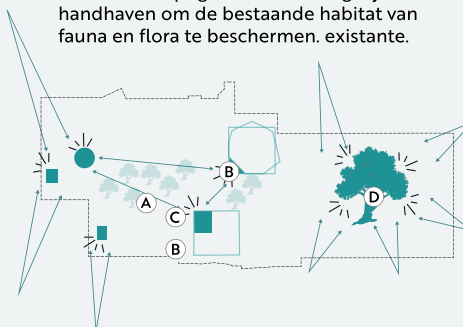 handhaven om de bestaande habitat van
fauna en flora te beschermen. existante.
B
D
A
C
B